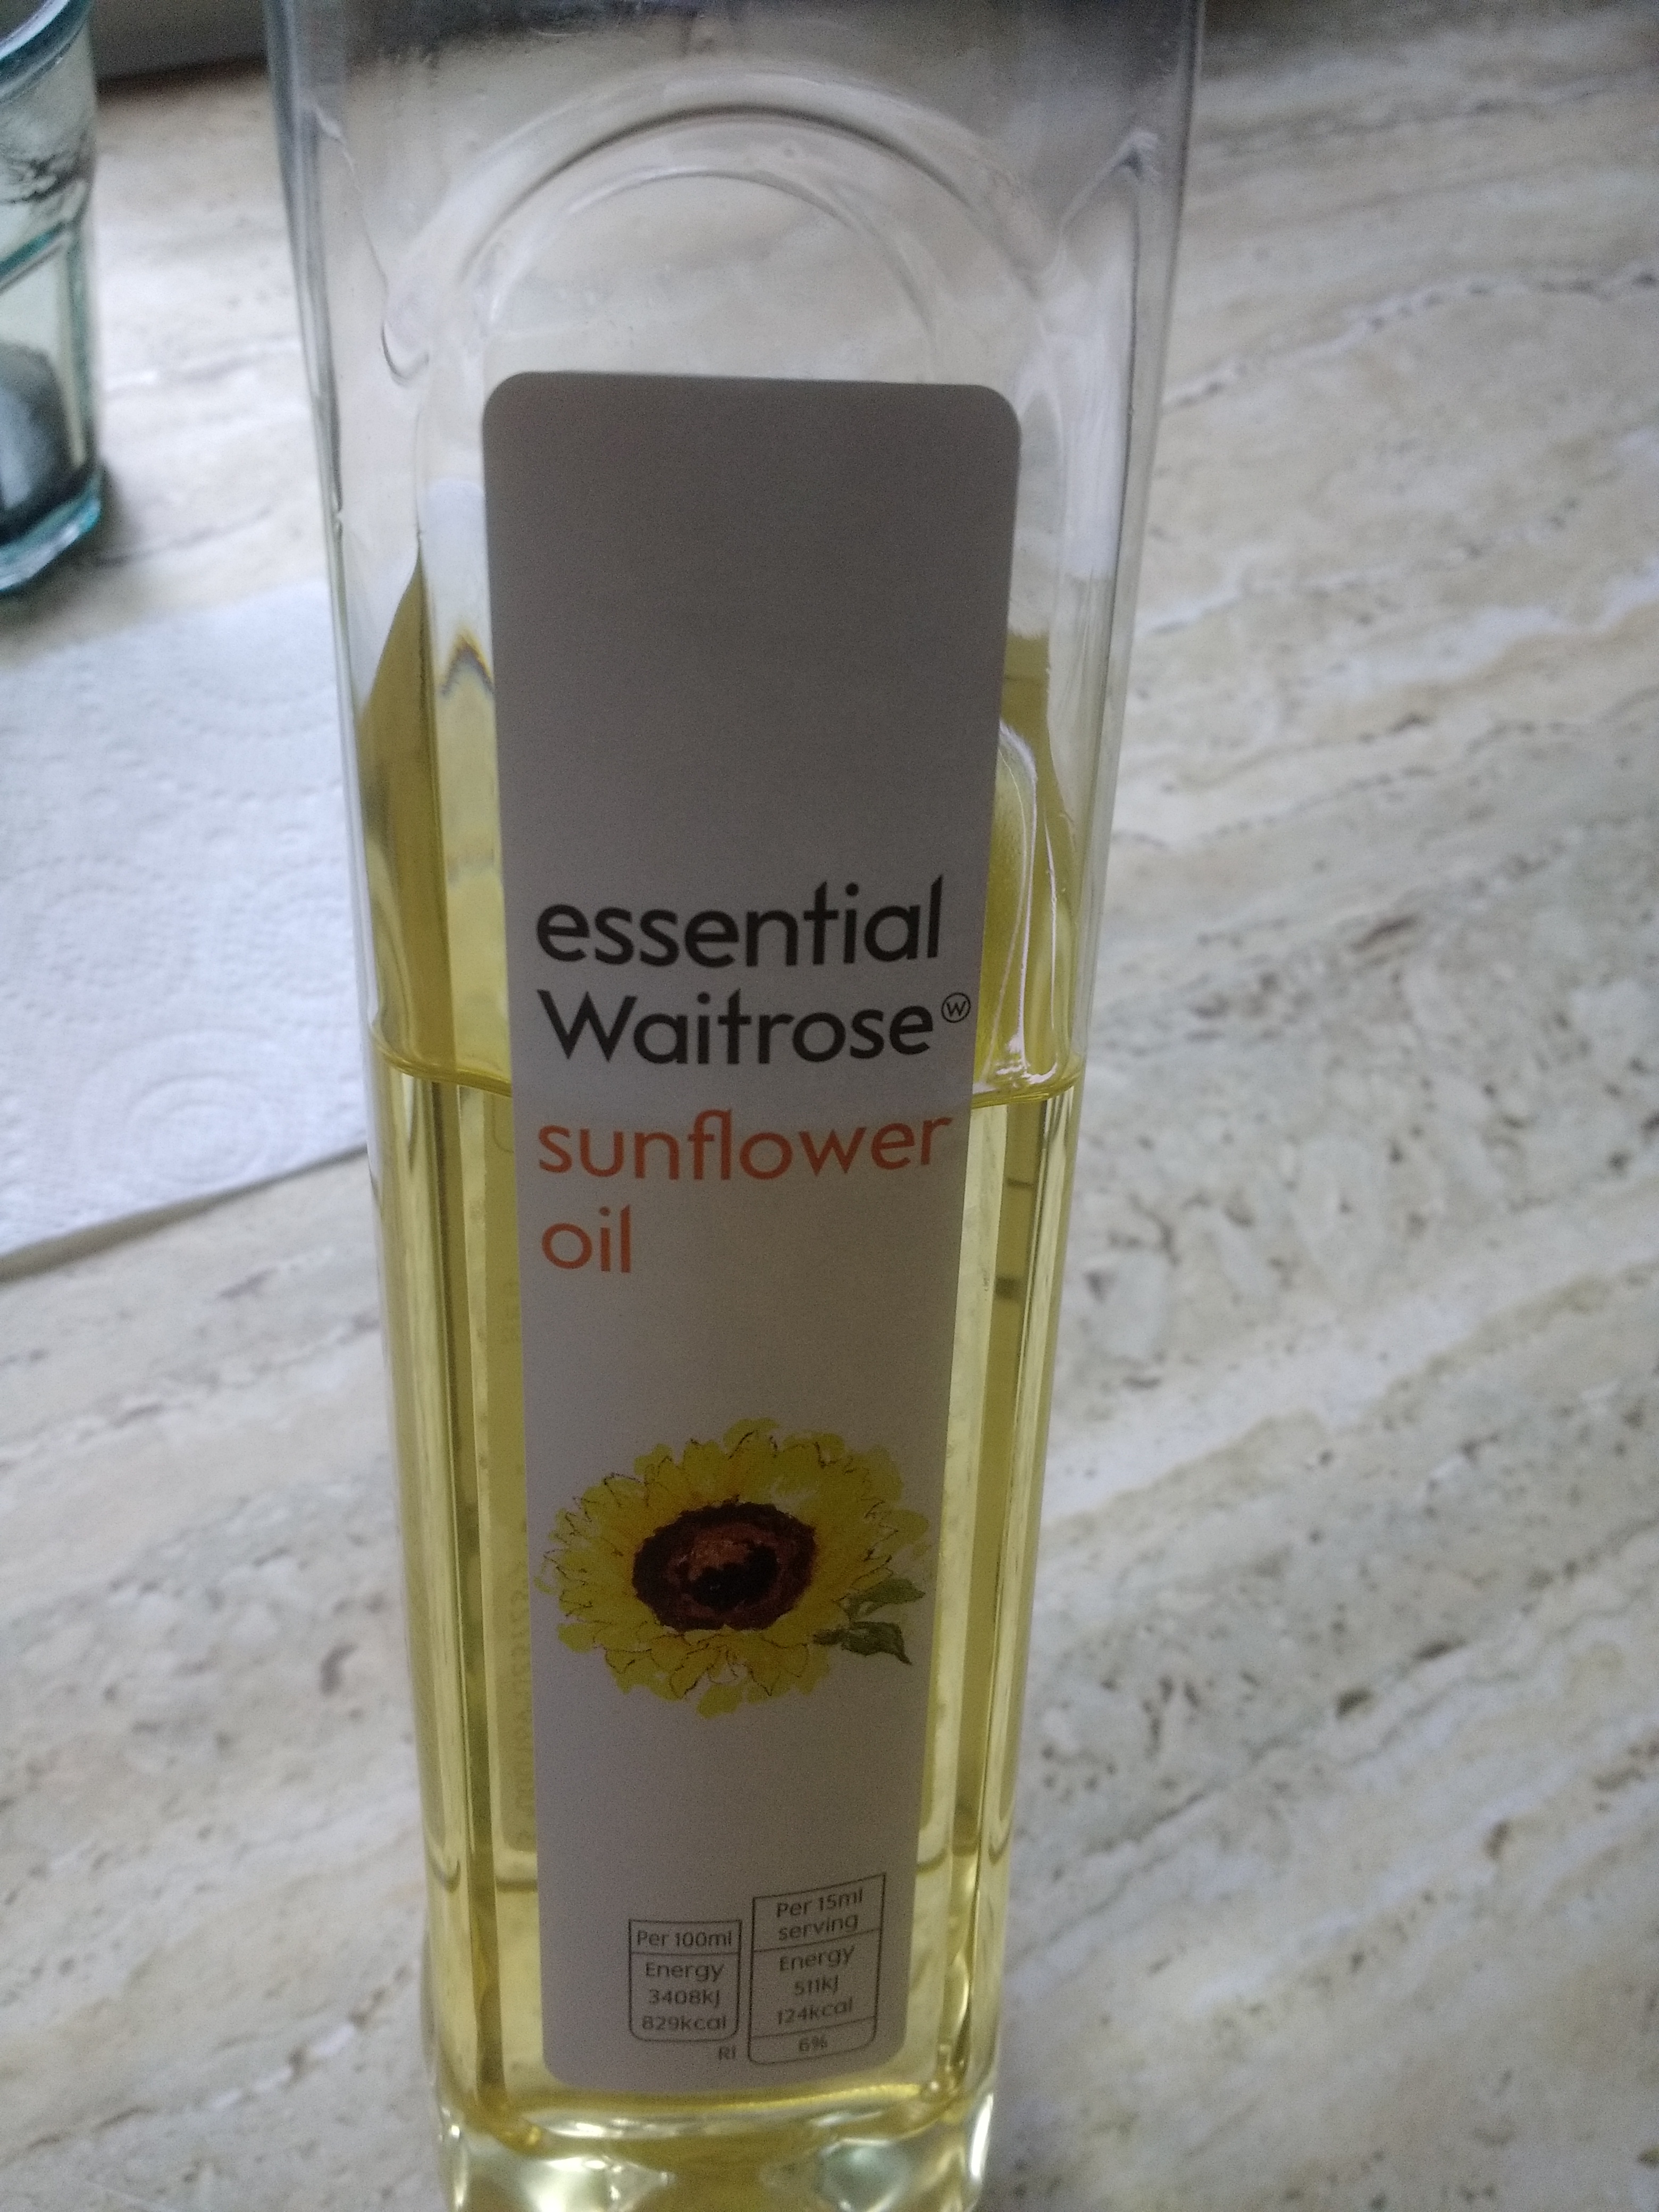 essential
Waitrose Ⓦ
sunflower
oil
Per 100ml
Energy
3408kJ
829kcal
RI
Per 15ml
serving
Energy
511kJ
124kcal
6%